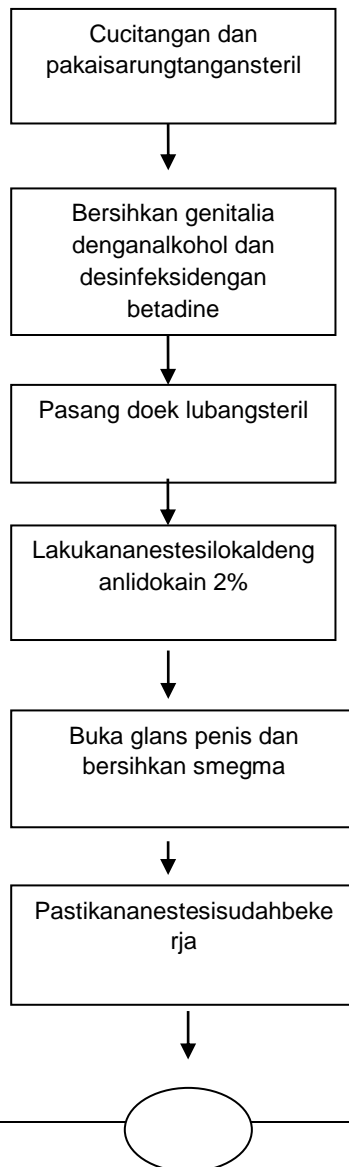 Cucitangan dan
pakaisarungtangansteril
Bersihkan genitalia
denganalkohol dan
desinfeksidengan
betadine
Pasang doek lubangsteril
Lakukananestesilokaldeng
anlidokain 2%
Buka glans penis dan
bersihkan smegma
Pastikananestesisudahbeke
rja